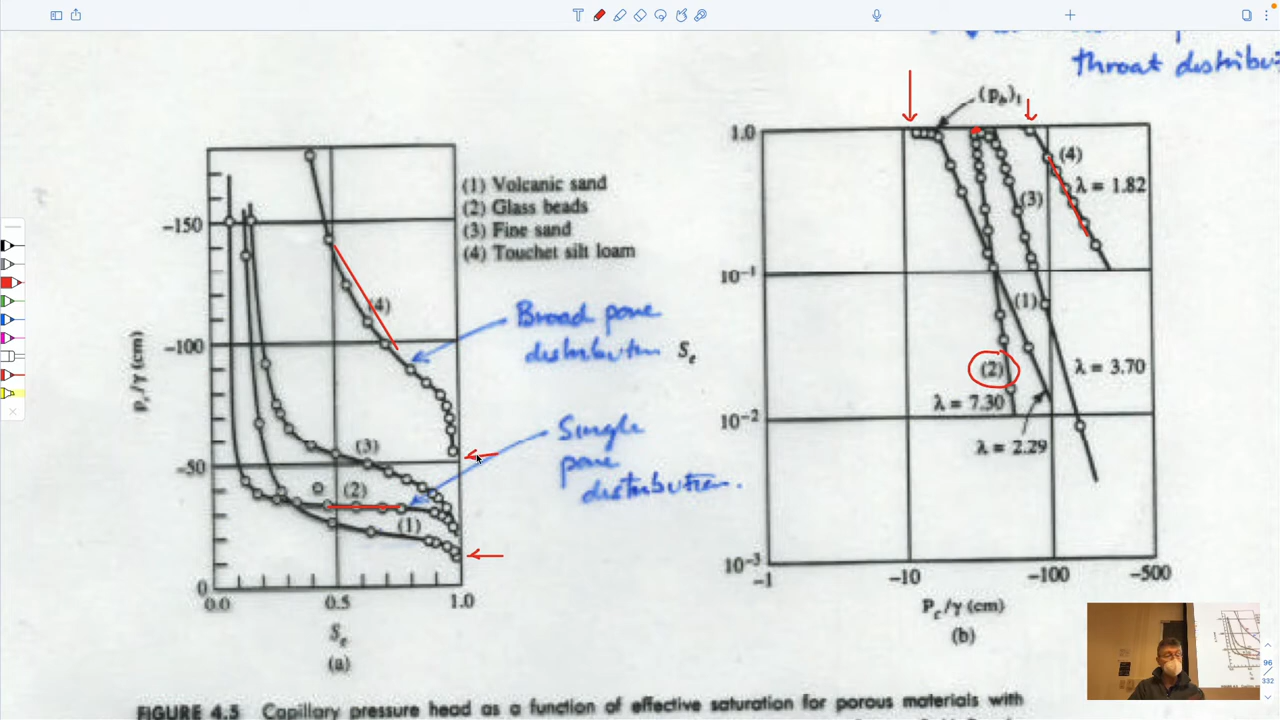 throat distribu
(p_b)_1
1.0
(4)
λ = 1.82
(3)
10^-1
(1)
S_e
(2)
λ = 3.70
λ = 7.30
10^-2
λ = 2.29
10^-3
-1
-10
-100
-500
P_c/γ (cm)
(b)
(1) Volcanic sand
(2) Glass beads
(3) Fine sand
(4) Touchet silt loam
-150
(4)
Broad pore
distribution
-100
p_c/γ (cm)
Single
pore
distribution.
(3)
-50
(2)
(1)
0
0.0
0.5
1.0
S_e
(a)
FIGURE 4.5 Capillary pressure head as a function of effective saturation for porous materials with
96
332